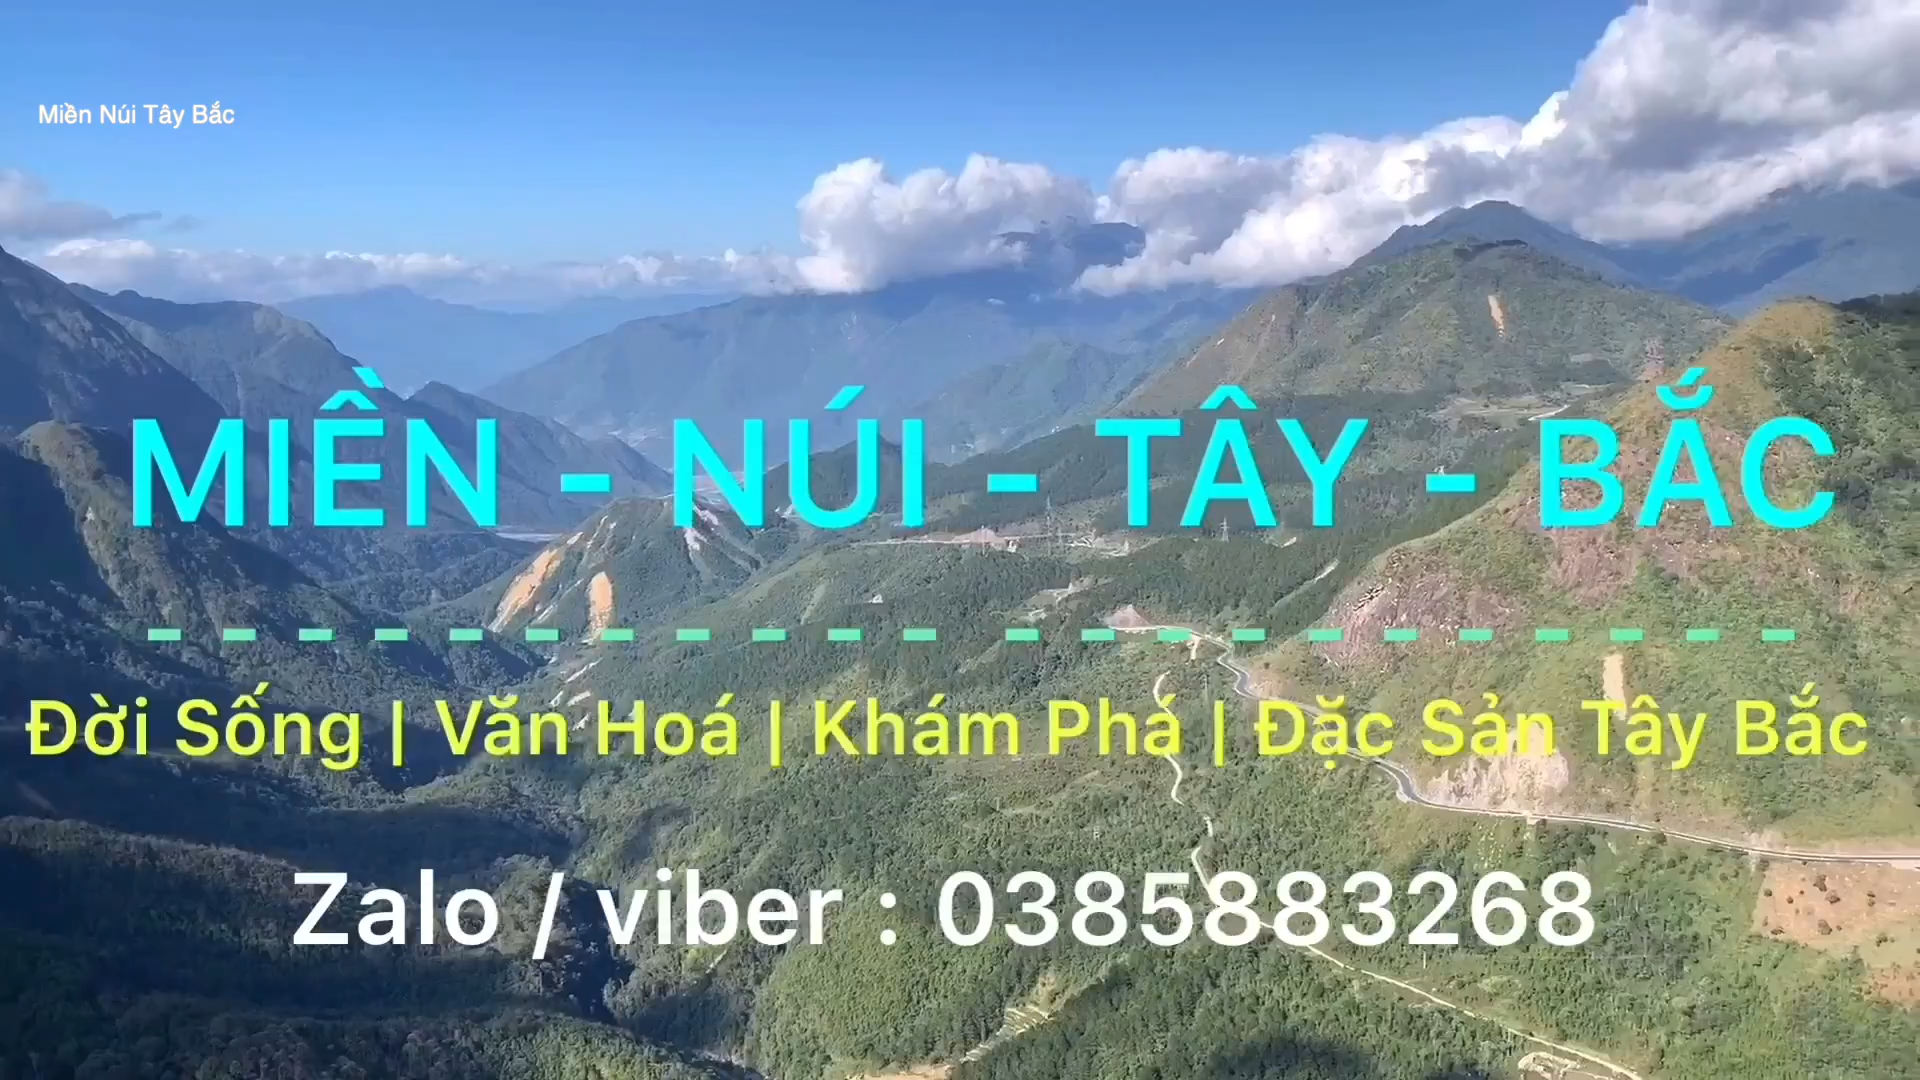 Miền Núi Tây Bắc
MIỀN - NÚI - TÂY - BẮC
- - - - - - - - - - - - - - - - - - - - - -
Đời Sống | Văn Hoá | Khám Phá | Đặc Sản Tây Bắc
Zalo / viber : 0385883268